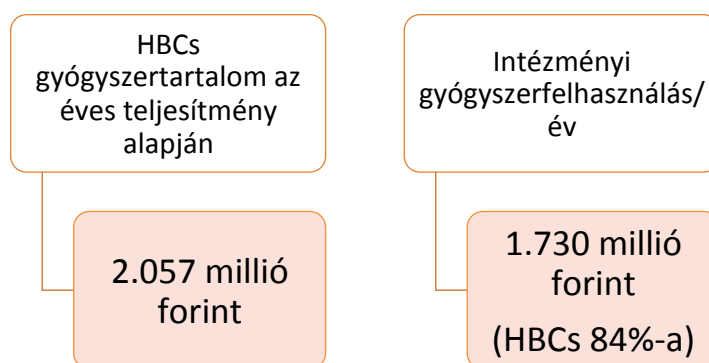 HBCs
gyógyszertartalom az
éves teljesítmény
alapján
2.057 millió
forint
Intézményi
gyógyszerfelhasználás/
év
1.730 millió
forint
(HBCs 84%-a)